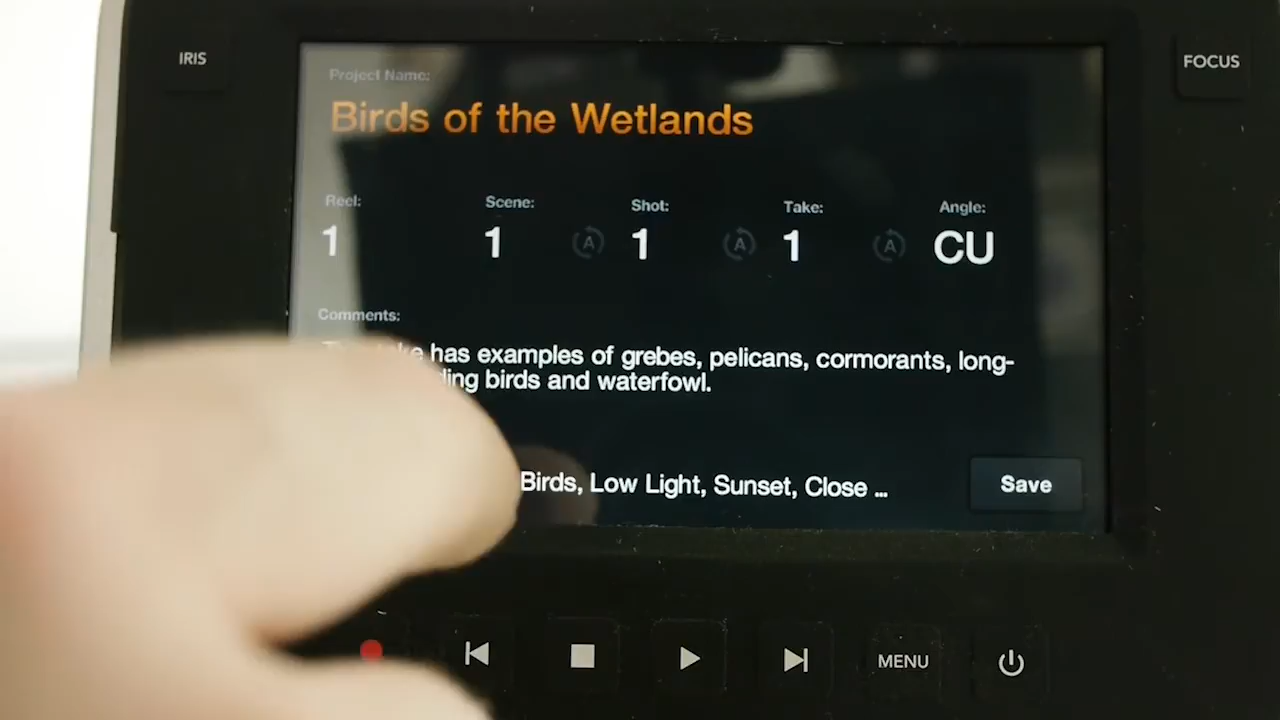 IRIS
FOCUS
Project Name:
Birds of the Wetlands
Reel: Scene: Shot: Take: Angle:
1 1 A 1 A 1 A CU
Comments:
has examples of grebes, pelicans, cormorants, long-
birds and waterfowl.
Birds, Low Light, Sunset, Close ...
Save
MENU